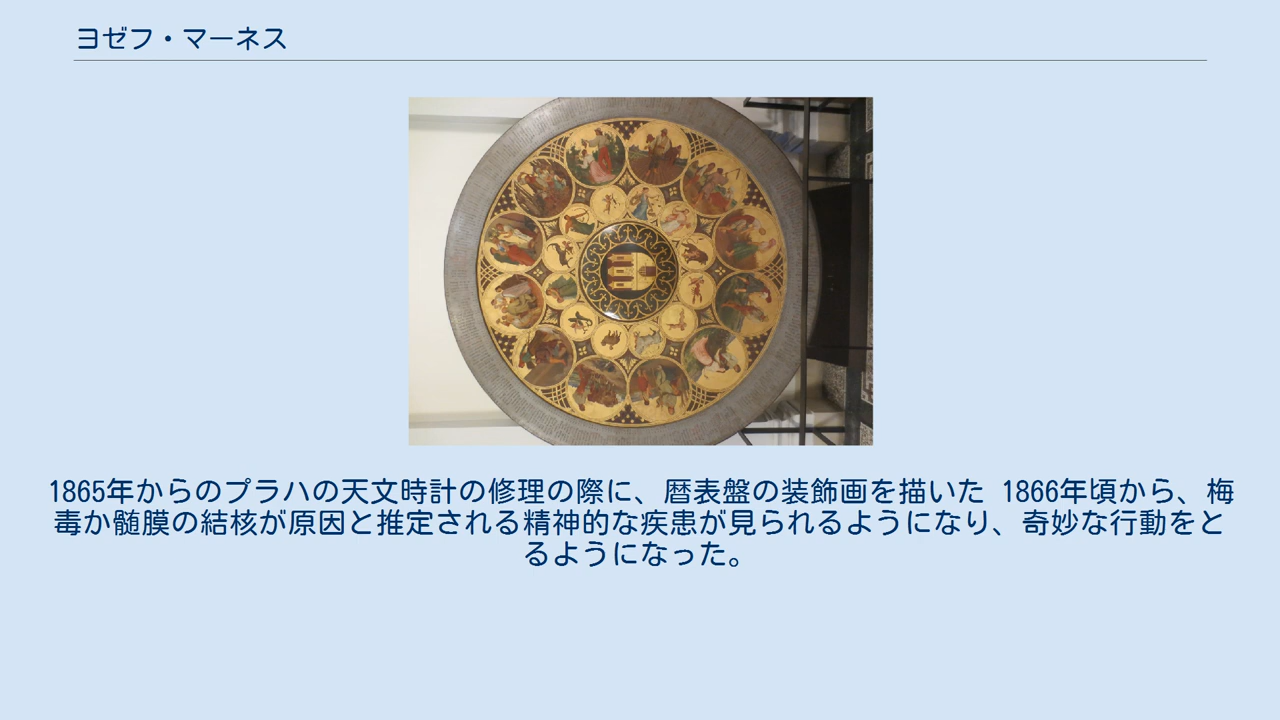 ヨゼフ・マーネス
1865年からのプラハの天文時計の修理の際に、暦表盤の装飾画を描いた 1866年頃から、梅
毒か髄膜の結核が原因と推定される精神的な疾患が見られるようになり、奇妙な行動をと
るようになった。